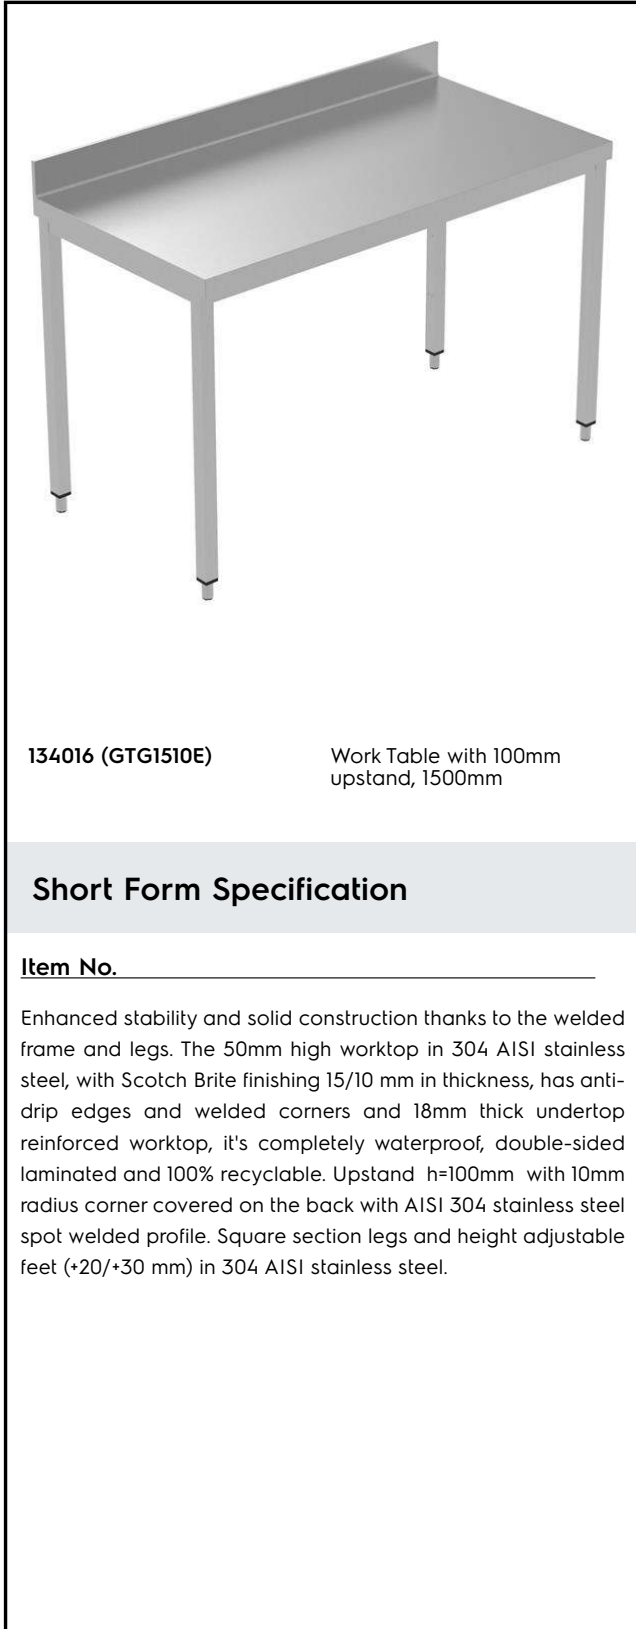 134016 (GTG1510E)
Work Table with 100mm
upstand, 1500mm
Short Form Specification
Item No.
Enhanced stability and solid construction thanks to the welded
frame and legs. The 50mm high worktop in 304 AISI stainless
steel, with Scotch Brite finishing 15/10 mm in thickness, has anti-
drip edges and welded corners and 18mm thick undertop
reinforced worktop, it's completely waterproof, double-sided
laminated and 100% recyclable. Upstand h=100mm with 10mm
radius corner covered on the back with AISI 304 stainless steel
spot welded profile. Square section legs and height adjustable
feet (+20/+30 mm) in 304 AISI stainless steel.